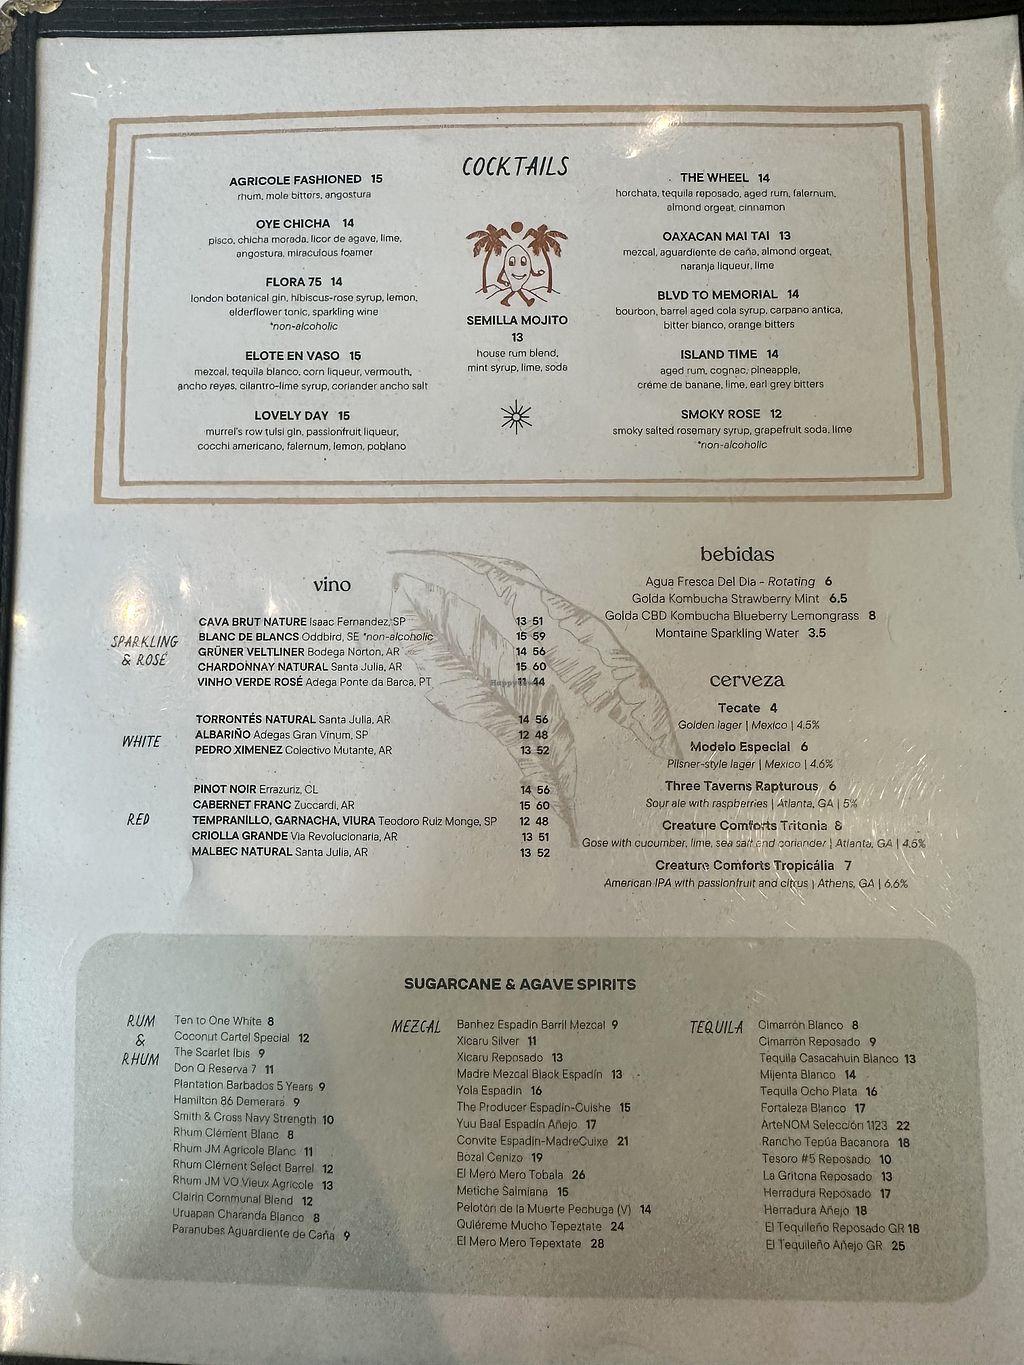 COCKTAILS
AGRICOLE FASHIONED 15
rhum, mole bitters, angostura
OYE CHICHA 14
pisco, chicha morada, licor de agave, lime,
angostura, miraculous foamer
FLORA 75 14
london botanical gin, hibiscus-rose syrup, lemon,
elderflower tonic, sparkling wine
*non-alcoholic
ELOTE EN VASO 15
mezcal, tequila blanco, corn liqueur, vermouth,
ancho reyes, cilantro-lime syrup, coriander ancho salt
LOVELY DAY 15
murrel's row tulsi gin, passionfruit liqueur,
cocchi americano, falernum, lemon, poblano
SEMILLA MOJITO
13
house rum blend,
mint syrup, lime, soda
THE WHEEL 14
horchata, tequila reposado, aged rum, falernum,
almond orgeat, cinnamon
OAXACAN MAI TAI 13
mezcal, aguardiente de caña, almond orgeat,
naranja liqueur, lime
BLVD TO MEMORIAL 14
bourbon, barrel aged cola syrup, carpano antica,
bitter bianco, orange bitters
ISLAND TIME 14
aged rum, cognac, pineapple,
créme de banane, lime, earl grey bitters
SMOKY ROSE 12
smoky salted rosemary syrup, grapefruit soda, lime
*non-alcoholic
vino
SPARKLING
& ROSÉ
CAVA BRUT NATURE Isaac Fernandez, SP 13 51
BLANC DE BLANCS Oddbird, SE *non-alcoholic 15 59
GRÜNER VELTLINER Bodega Norton, AR 14 56
CHARDONNAY NATURAL Santa Julia, AR 15 60
VINHO VERDE ROSÉ Adega Ponte da Barca, PT 11 44
WHITE
TORRONTÉS NATURAL Santa Julia, AR 14 56
ALBARIÑO Adegas Gran Vinum, SP 12 48
PEDRO XIMENEZ Colectivo Mutante, AR 13 52
RED
PINOT NOIR Errazuriz, CL 14 56
CABERNET FRANC Zuccardi, AR 15 60
TEMPRANILLO, GARNACHA, VIURA Teodoro Ruiz Monge, SP 12 48
CRIOLLA GRANDE Via Revolucionaria, AR 13 51
MALBEC NATURAL Santa Julia, AR 13 52
bebidas
Agua Fresca Del Dia - Rotating 6
Golda Kombucha Strawberry Mint 6.5
Golda CBD Kombucha Blueberry Lemongrass 8
Montaine Sparkling Water 3.5
cerveza
Tecate 4
Golden lager | Mexico | 4.5%
Modelo Especial 6
Pilsner-style lager | Mexico | 4.6%
Three Taverns Rapturous 6
Sour ale with raspberries | Atlanta, GA | 5%
Creature Comforts Tritonia
Gose with cucumber, lime, sea salt and coriander | Atlanta, GA | 4.5%
Creature Comforts Tropicália 7
American IPA with passionfruit and citrus | Athens, GA | 6.6%
SUGARCANE & AGAVE SPIRITS
RUM
&
RHUM
Ten to One White 8
Coconut Cartel Special 12
The Scarlet Ibis 9
Don Q Reserva 7 11
Plantation Barbados 5 Years 9
Hamilton 86 Demerara 9
Smith & Cross Navy Strength 10
Rhum Clément Blanc 8
Rhum JM Agricole Blanc 11
Rhum Clément Select Barrel 12
Rhum JM VO Vieux Agricole 13
Clairin Communal Blend 12
Uruapan Charanda Blanco 8
Paranubes Aguardiente de Caña 9
MEZCAL
Banhez Espadin Barril Mezcal 9
Xicaru Silver 11
Xicaru Reposado 13
Madre Mezcal Black Espadín 13
Yola Espadin 16
The Producer Espadin-Cuishe 15
Yuu Baal Espadín Añejo 17
Convite Espadín-MadreCuixe 21
Bozal Cenizo 19
El Mero Mero Tobala 26
Metiche Salmiana 15
Pelotón de la Muerte Pechuga (V) 14
Quiéreme Mucho Tepeztate 24
El Mero Mero Tepextate 28
TEQUILA
Cimarrón Blanco 8
Cimarrón Reposado 9
Tequila Casacahuin Blanco 13
Mijenta Blanco 14
Tequila Ocho Plata 16
Fortaleza Blanco 17
ArteNOM Selección 1123 22
Rancho Tepúa Bacanora 18
Tesoro #5 Reposado 10
La Gritona Reposado 13
Herradura Reposado 17
Herradura Añejo 18
El Tequileño Reposado GR 18
El Tequileño Añejo GR 25